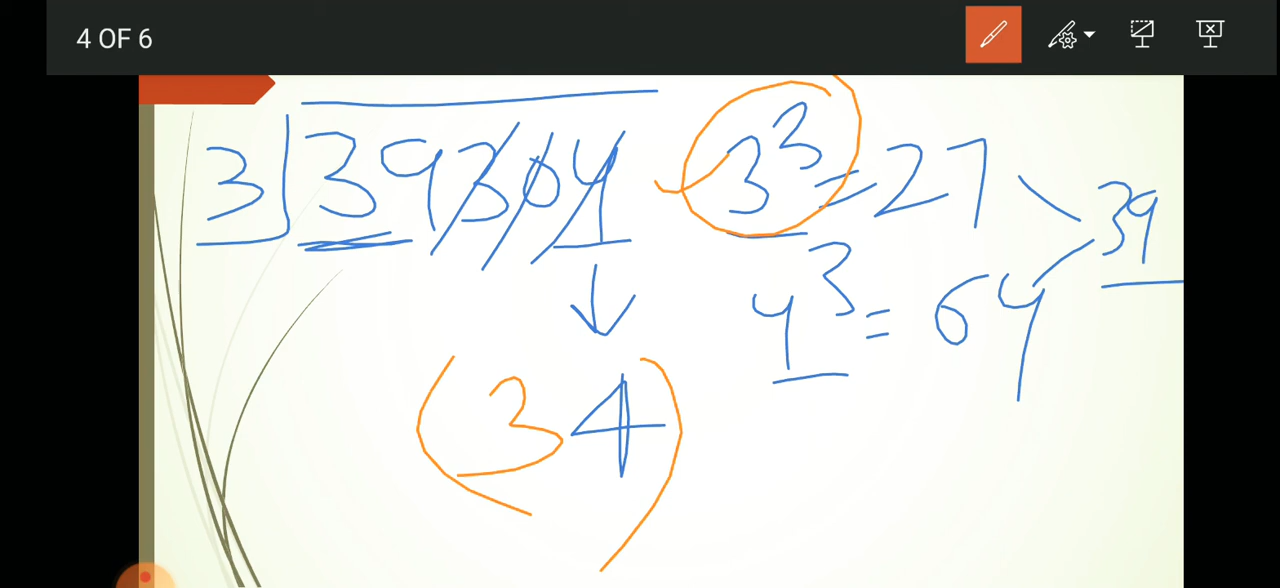 4 OF 6
3 39304 3³ = 27
39
4³ = 64
(34)